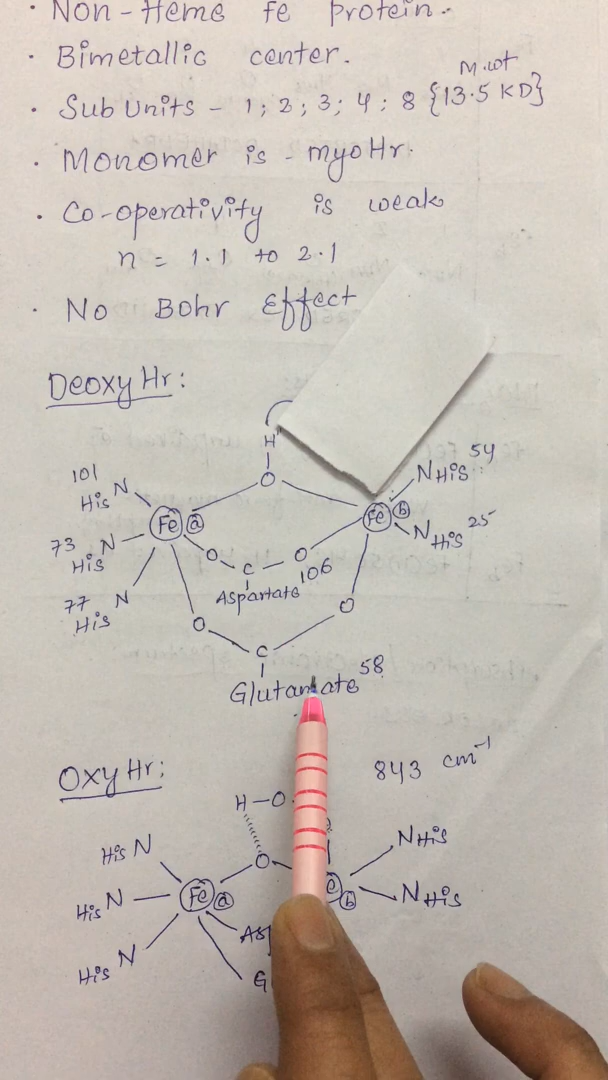 • Non-Heme Fe Protein.
• Bimetallic center.
M.wt
• SubUnits - 1; 2; 3; 4; 8 {13.5 KD}
• Monomer is - myoHr.
• Co-operativity is weak
n = 1.1 to 2.1
• No Bohr Effect
Deoxy Hr:
H
101
54
His N
O
N His
Fe a
Fe b
73
25
His N
O
O
N His
C
Aspartate 106
77
His N
O
O
C
Glutamate 58
Oxy Hr:
843 cm⁻¹
H-O
His N
N His
O
His N
Fe a
b
N His
His N